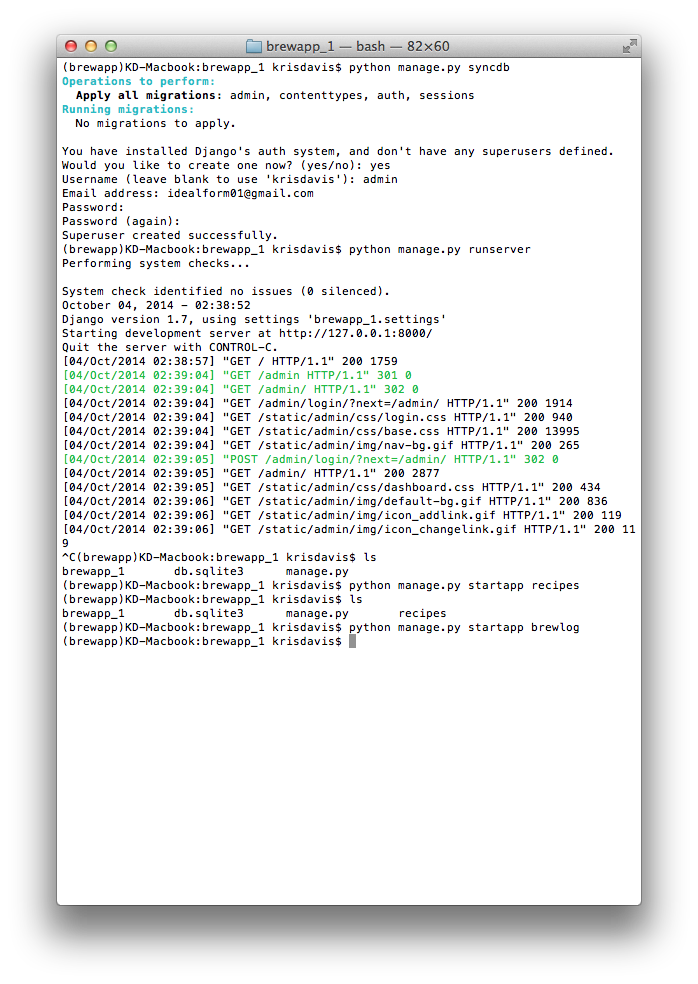 brewapp_1 — bash — 82×60
(brewapp)KD-Macbook:brewapp_1 krisdavis$ python manage.py syncdb
Operations to perform:
  Apply all migrations: admin, contenttypes, auth, sessions
Running migrations:
  No migrations to apply.

You have installed Django's auth system, and don't have any superusers defined.
Would you like to create one now? (yes/no): yes
Username (leave blank to use 'krisdavis'): admin
Email address: idealform01@gmail.com
Password:
Password (again):
Superuser created successfully.
(brewapp)KD-Macbook:brewapp_1 krisdavis$ python manage.py runserver
Performing system checks...

System check identified no issues (0 silenced).
October 04, 2014 - 02:38:52
Django version 1.7, using settings 'brewapp_1.settings'
Starting development server at http://127.0.0.1:8000/
Quit the server with CONTROL-C.
[04/Oct/2014 02:38:57] "GET / HTTP/1.1" 200 1759
[04/Oct/2014 02:39:04] "GET /admin HTTP/1.1" 301 0
[04/Oct/2014 02:39:04] "GET /admin/ HTTP/1.1" 302 0
[04/Oct/2014 02:39:04] "GET /admin/login/?next=/admin/ HTTP/1.1" 200 1914
[04/Oct/2014 02:39:04] "GET /static/admin/css/login.css HTTP/1.1" 200 940
[04/Oct/2014 02:39:04] "GET /static/admin/css/base.css HTTP/1.1" 200 13995
[04/Oct/2014 02:39:04] "GET /static/admin/img/nav-bg.gif HTTP/1.1" 200 265
[04/Oct/2014 02:39:05] "POST /admin/login/?next=/admin/ HTTP/1.1" 302 0
[04/Oct/2014 02:39:05] "GET /admin/ HTTP/1.1" 200 2877
[04/Oct/2014 02:39:05] "GET /static/admin/css/dashboard.css HTTP/1.1" 200 434
[04/Oct/2014 02:39:06] "GET /static/admin/img/default-bg.gif HTTP/1.1" 200 836
[04/Oct/2014 02:39:06] "GET /static/admin/img/icon_addlink.gif HTTP/1.1" 200 119
[04/Oct/2014 02:39:06] "GET /static/admin/img/icon_changelink.gif HTTP/1.1" 200 11
9
^C(brewapp)KD-Macbook:brewapp_1 krisdavis$ ls
brewapp_1       db.sqlite3      manage.py
(brewapp)KD-Macbook:brewapp_1 krisdavis$ python manage.py startapp recipes
(brewapp)KD-Macbook:brewapp_1 krisdavis$ ls
brewapp_1       db.sqlite3      manage.py       recipes
(brewapp)KD-Macbook:brewapp_1 krisdavis$ python manage.py startapp brewlog
(brewapp)KD-Macbook:brewapp_1 krisdavis$